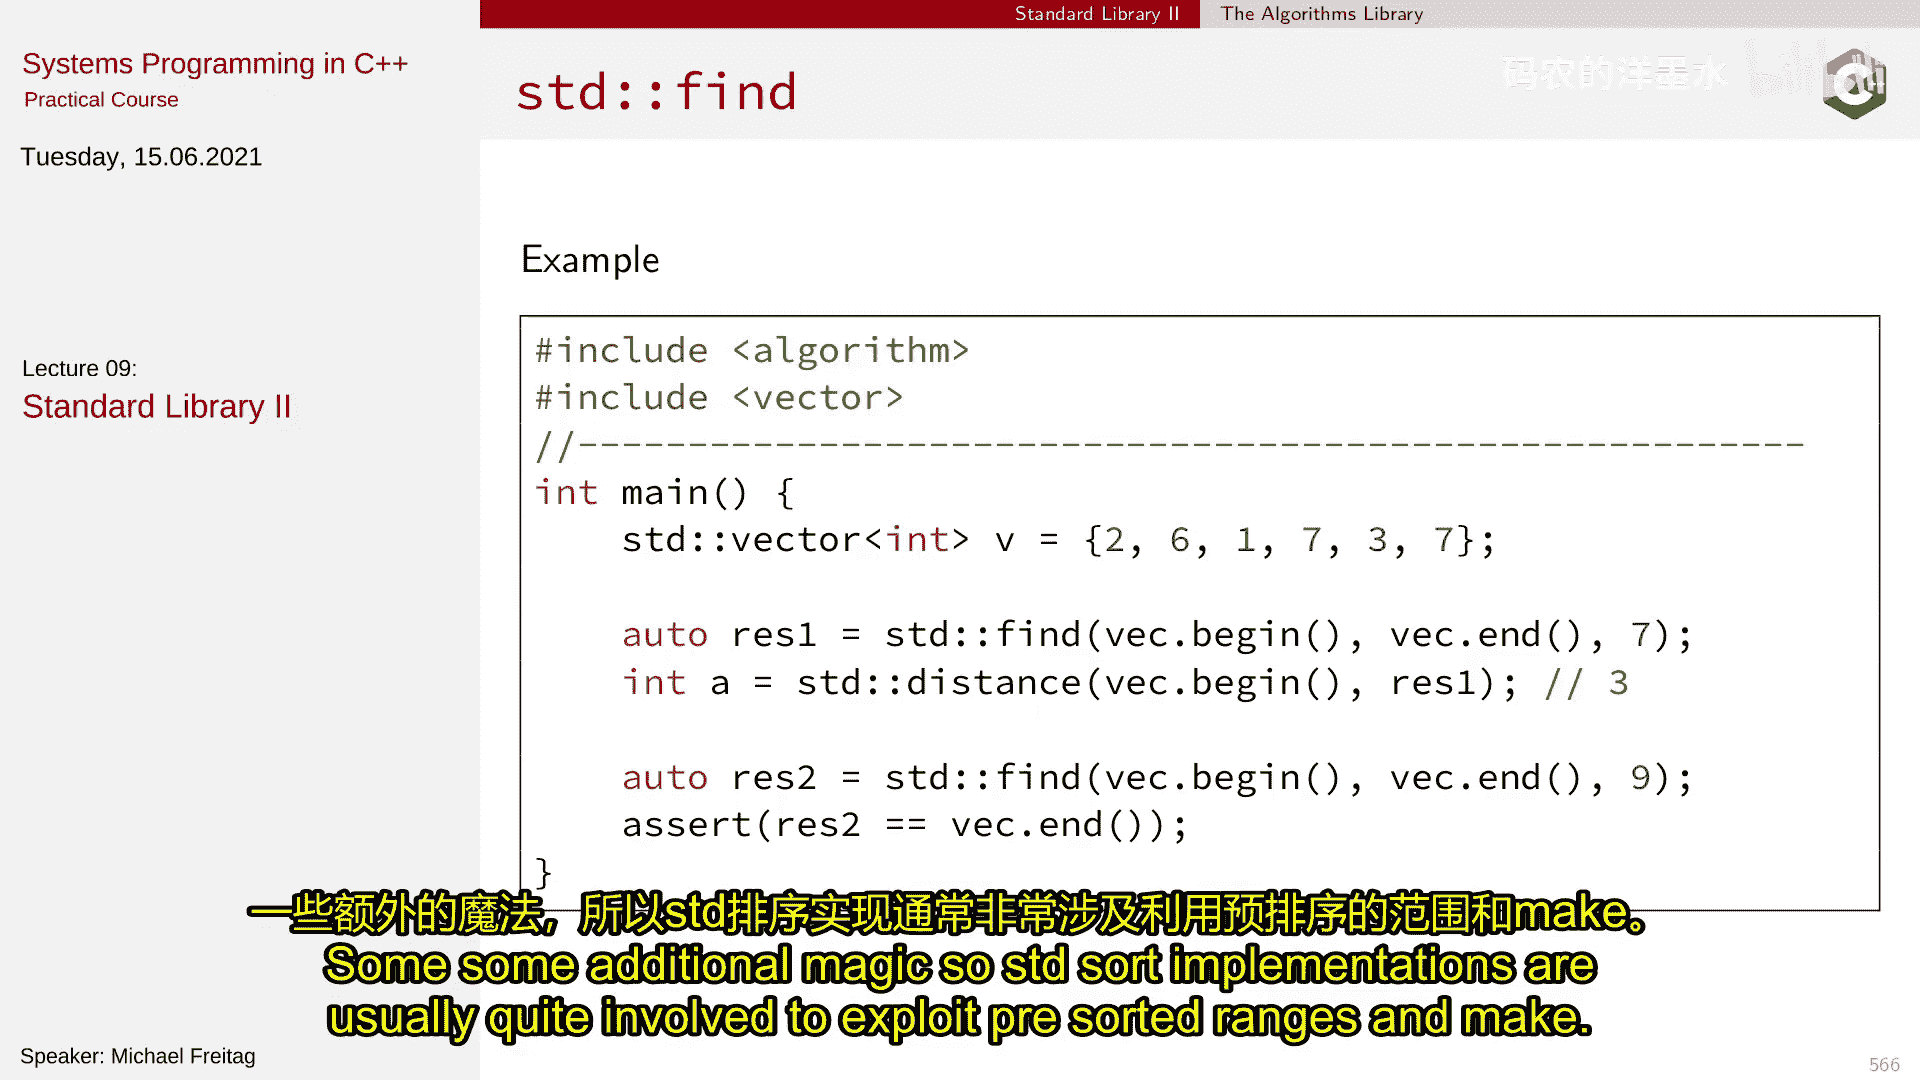 Standard Library II
The Algorithms Library
Systems Programming in C++
Practical Course
Tuesday, 15.06.2021
Lecture 09:
Standard Library II
std::find
码农的洋墨水
Example
#include <algorithm>
#include <vector>
//--------------------------------------------------------
int main() {
    std::vector<int> v = {2, 6, 1, 7, 3, 7};
    auto res1 = std::find(vec.begin(), vec.end(), 7);
    int a = std::distance(vec.begin(), res1); // 3
    auto res2 = std::find(vec.begin(), vec.end(), 9);
    assert(res2 == vec.end());
}
一些额外的魔法，所以std排序实现通常非常涉及利用预排序的范围和make。
Some some additional magic so std sort implementations are
usually quite involved to exploit pre sorted ranges and make.
Speaker: Michael Freitag
566